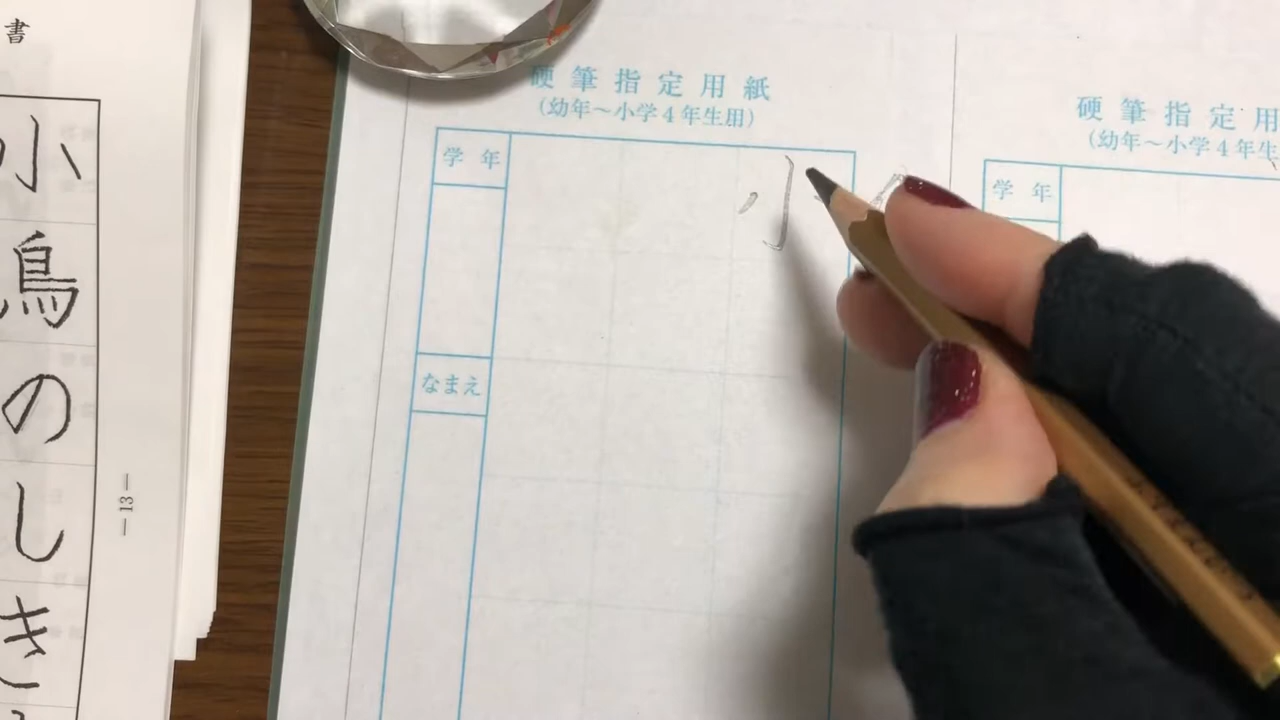 書
小鳥のしき
—13—
硬筆指定用紙
(幼年～小学4年生用)
学年
なまえ
小
硬筆指定用
(幼年～小学4年生
学年